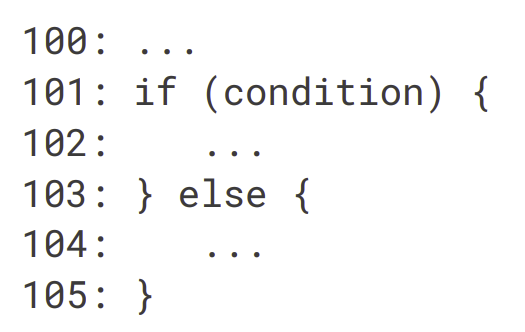 100: ...
101: if (condition) {
102:   ...
103: } else {
104:   ...
105: }